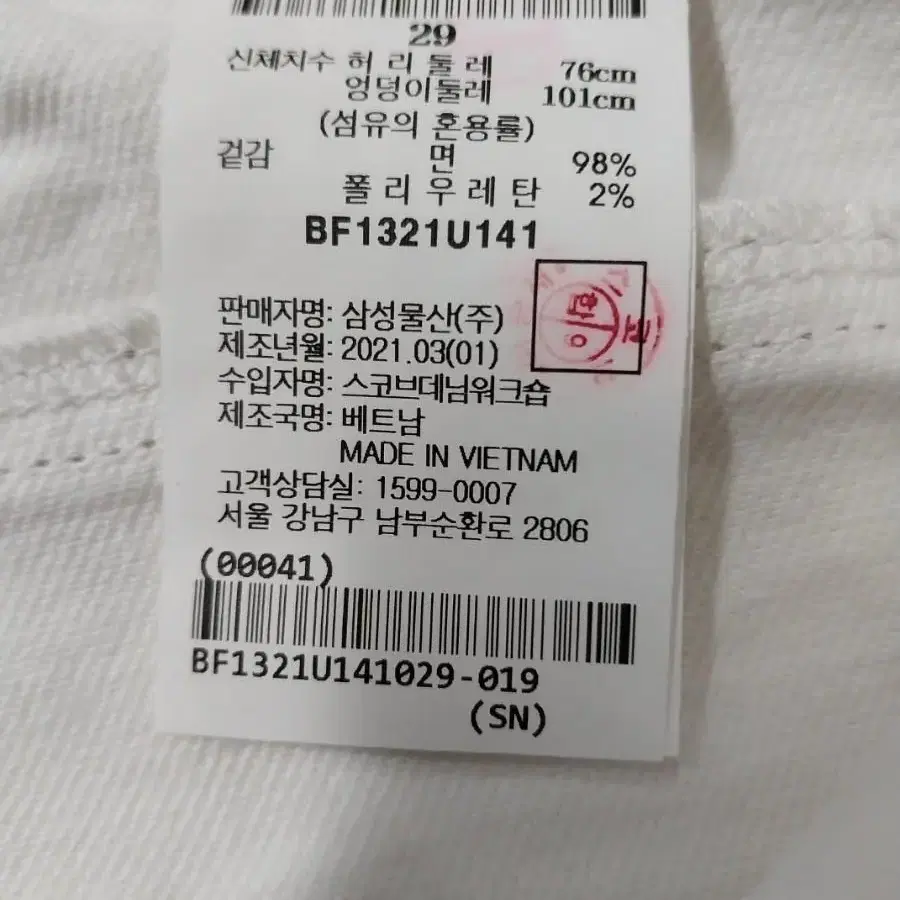 29
신체치수 허 리 둘 레 76cm
엉덩이둘레 101cm
(섬유의 혼용률)
겉감 면 98%
폴 리 우 레 탄 2%
BF1321U141
판매자명: 삼성물산(주)
제조년월: 2021.03(01)
수입자명: 스코브데님워크숍
제조국명: 베트남
MADE IN VIETNAM
고객상담실: 1599-0007
서울 강남구 남부순환로 2806
(00041)
BF1321U141029-019
(SN)